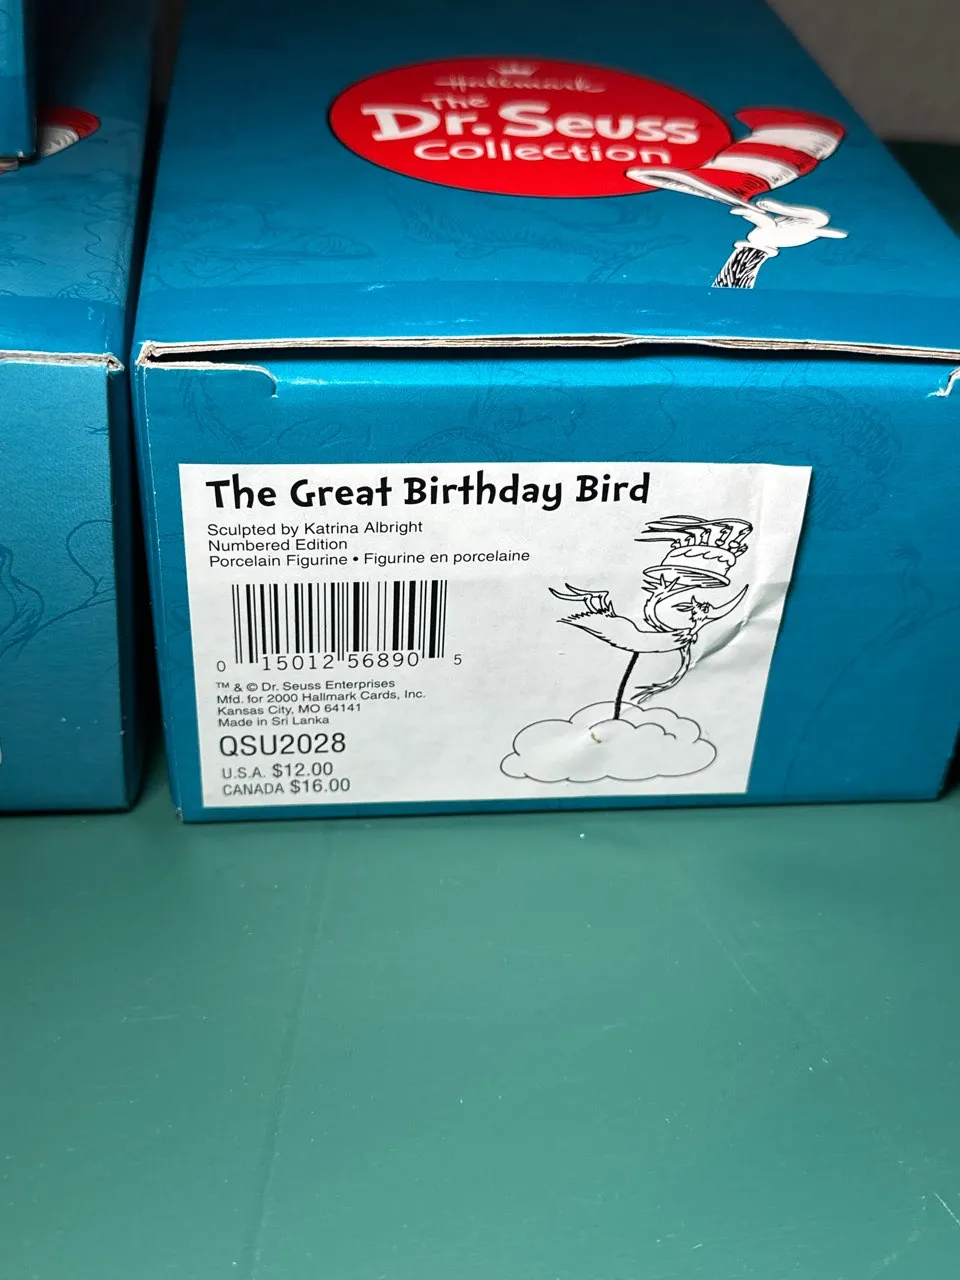 Hallmark
The
Dr. Seuss
Collection
The Great Birthday Bird
Sculpted by Katrina Albright
Numbered Edition
Porcelain Figurine • Figurine en porcelaine
0 15012 56890 5
™ & © Dr. Seuss Enterprises
Mfd. for 2000 Hallmark Cards, Inc.
Kansas City, MO 64141
Made in Sri Lanka
QSU2028
U.S.A. $12.00
CANADA $16.00